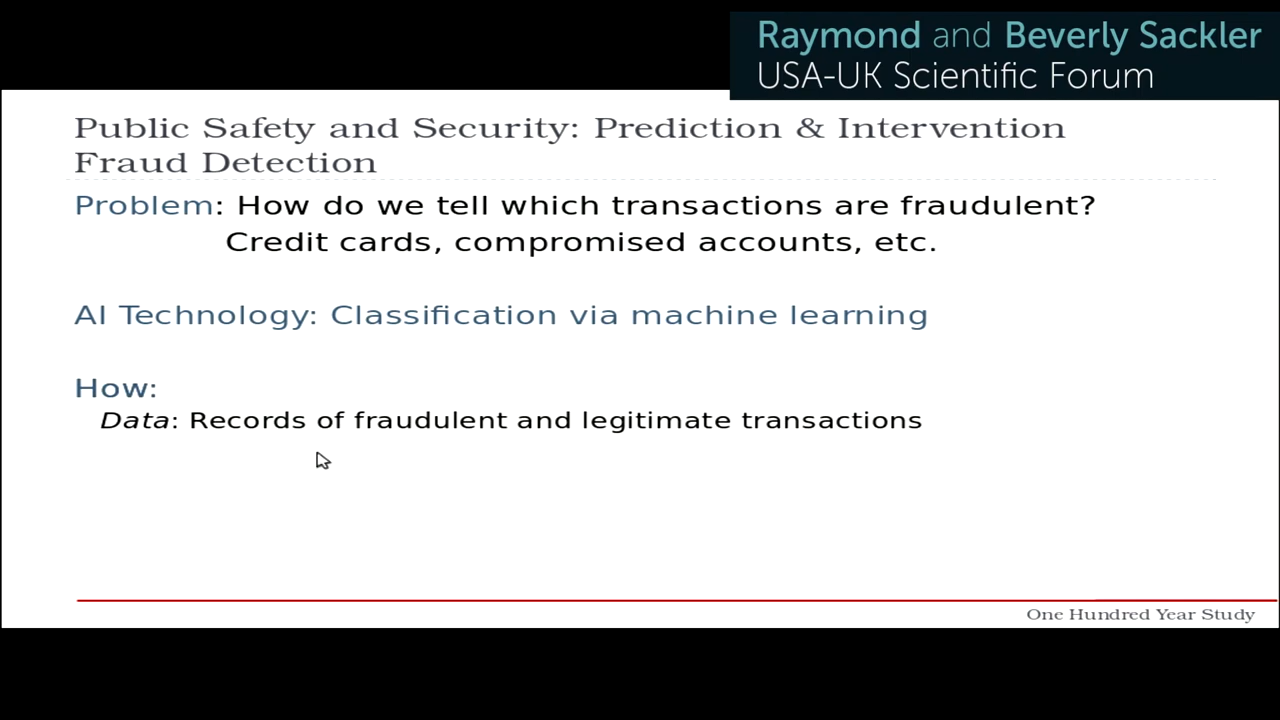 Raymond and Beverly Sackler
USA-UK Scientific Forum
Public Safety and Security: Prediction & Intervention
Fraud Detection
Problem: How do we tell which transactions are fraudulent?
Credit cards, compromised accounts, etc.
AI Technology: Classification via machine learning
How:
Data: Records of fraudulent and legitimate transactions
One Hundred Year Study